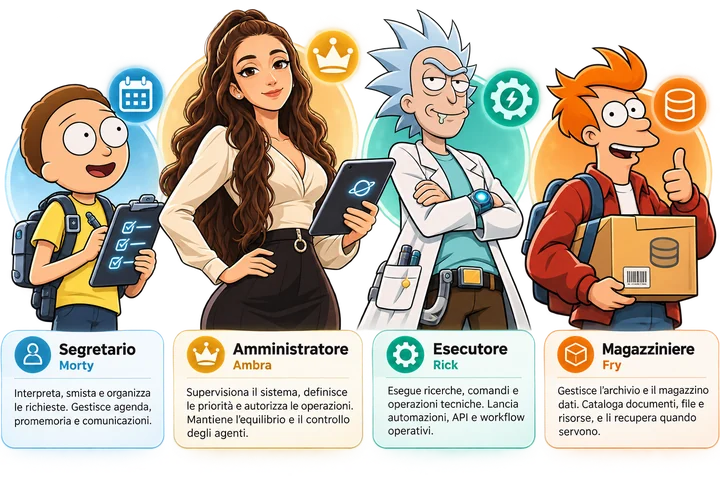 Segretario
Morty
Interpreta, smista e organizza
le richieste. Gestisce agenda,
promemoria e comunicazioni.
Amministratore
Ambra
Supervisiona il sistema, definisce
le priorità e autorizza le operazioni.
Mantiene l'equilibrio e il controllo
degli agenti.
Esecutore
Rick
Esegue ricerche, comandi e
operazioni tecniche. Lancia
automazioni, API e workflow
operativi.
Magazziniere
Fry
Gestisce l'archivio e il magazzino
dati. Cataloga documenti, file e
risorse, e li recupera quando
servono.